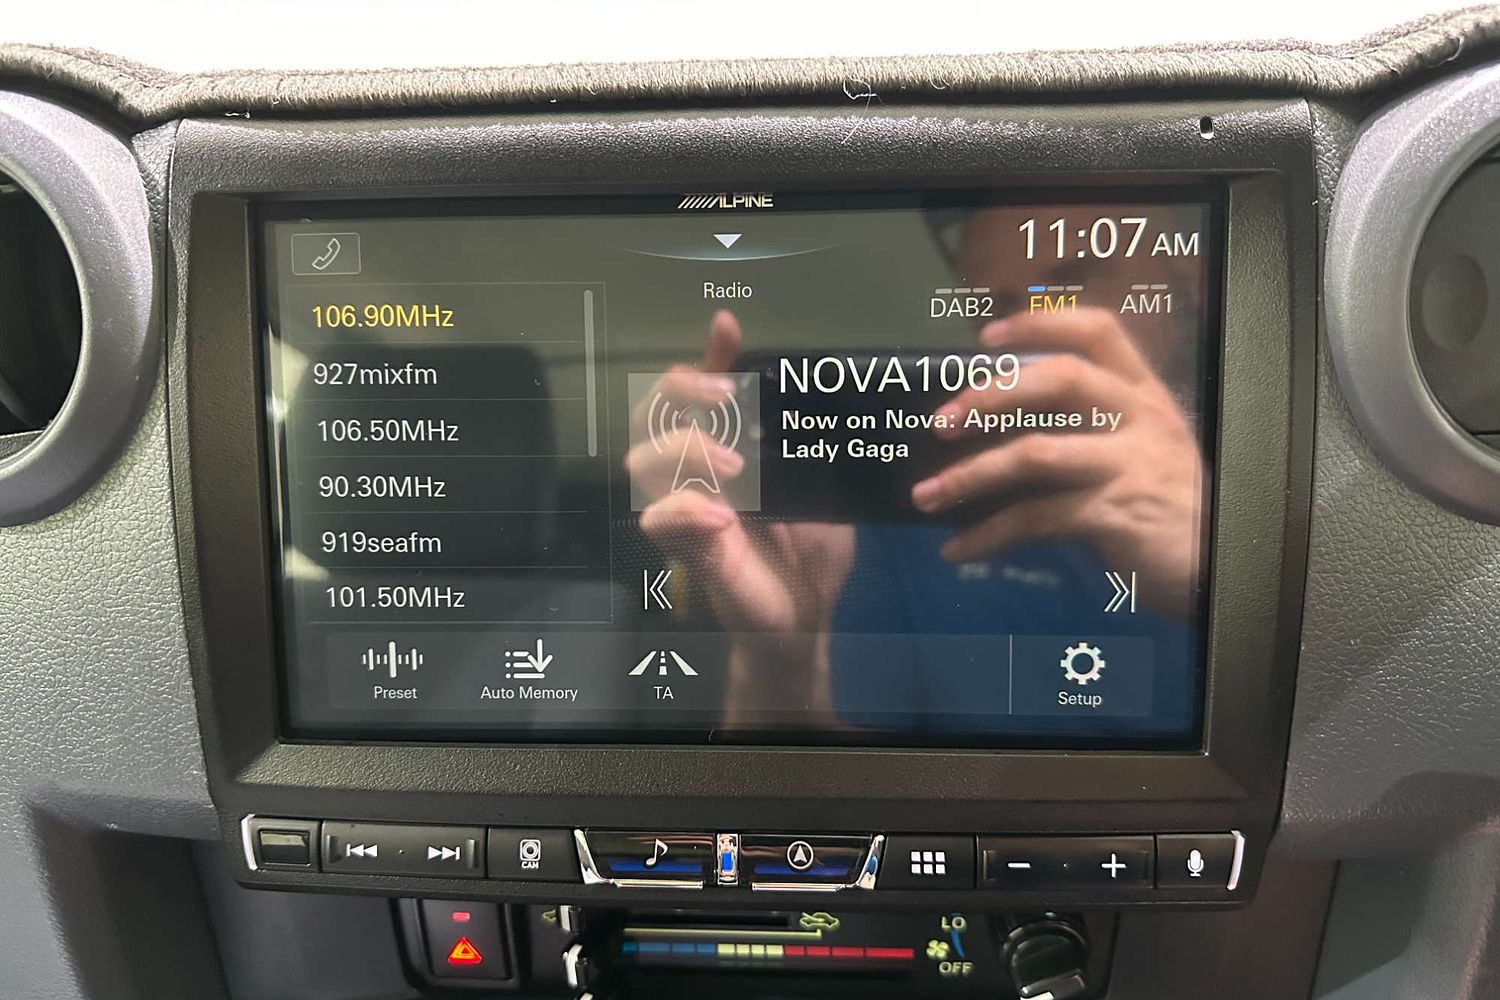 ALPINE
11:07 AM
Radio
DAB2 FM1 AM1
106.90MHz
927mixfm
106.50MHz
90.30MHz
919seafm
101.50MHz
NOVA1069
Now on Nova: Applause by
Lady Gaga
Preset
Auto Memory
TA
Setup
CAM
LO
OFF